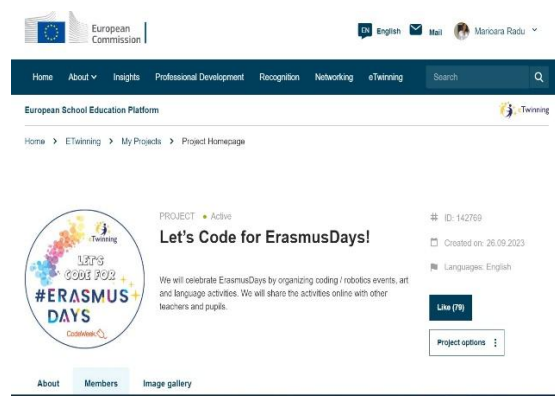 European
Commission
EN English Mail Marioara Radu
Home About Insights Professional Development Recognition Networking eTwinning Search
European School Education Platform
eTwinning
Home > ETwinning > My Projects > Project Homepage
eTwinning
LET'S
CODE FOR
#ERASMUS
DAYS
CodeWeek
PROJECT Active
Let's Code for ErasmusDays!
We will celebrate ErasmusDays by organizing coding / robotics events, art
and language activities. We will share the activities online with other
teachers and pupils.
# ID: 142769
Created on: 26.09.2023
Languages: English
Like (79)
Project options
About Members Image gallery